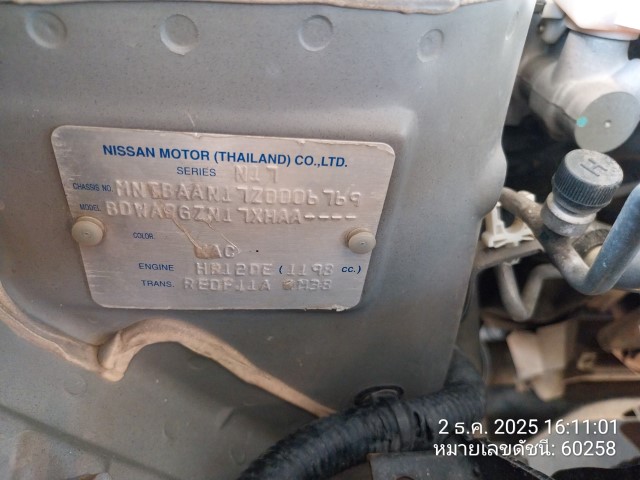 NISSAN MOTOR (THAILAND) CO.,LTD.
SERIES N17
CHASSIS NO. MNTBAAN17Z0006769
MODEL
COLOR
ENGINE HR12DE (1198 CC.)
TRANS.
2 ธ.ค. 2025 16:11:01
หมายเลขดัชนี: 60258